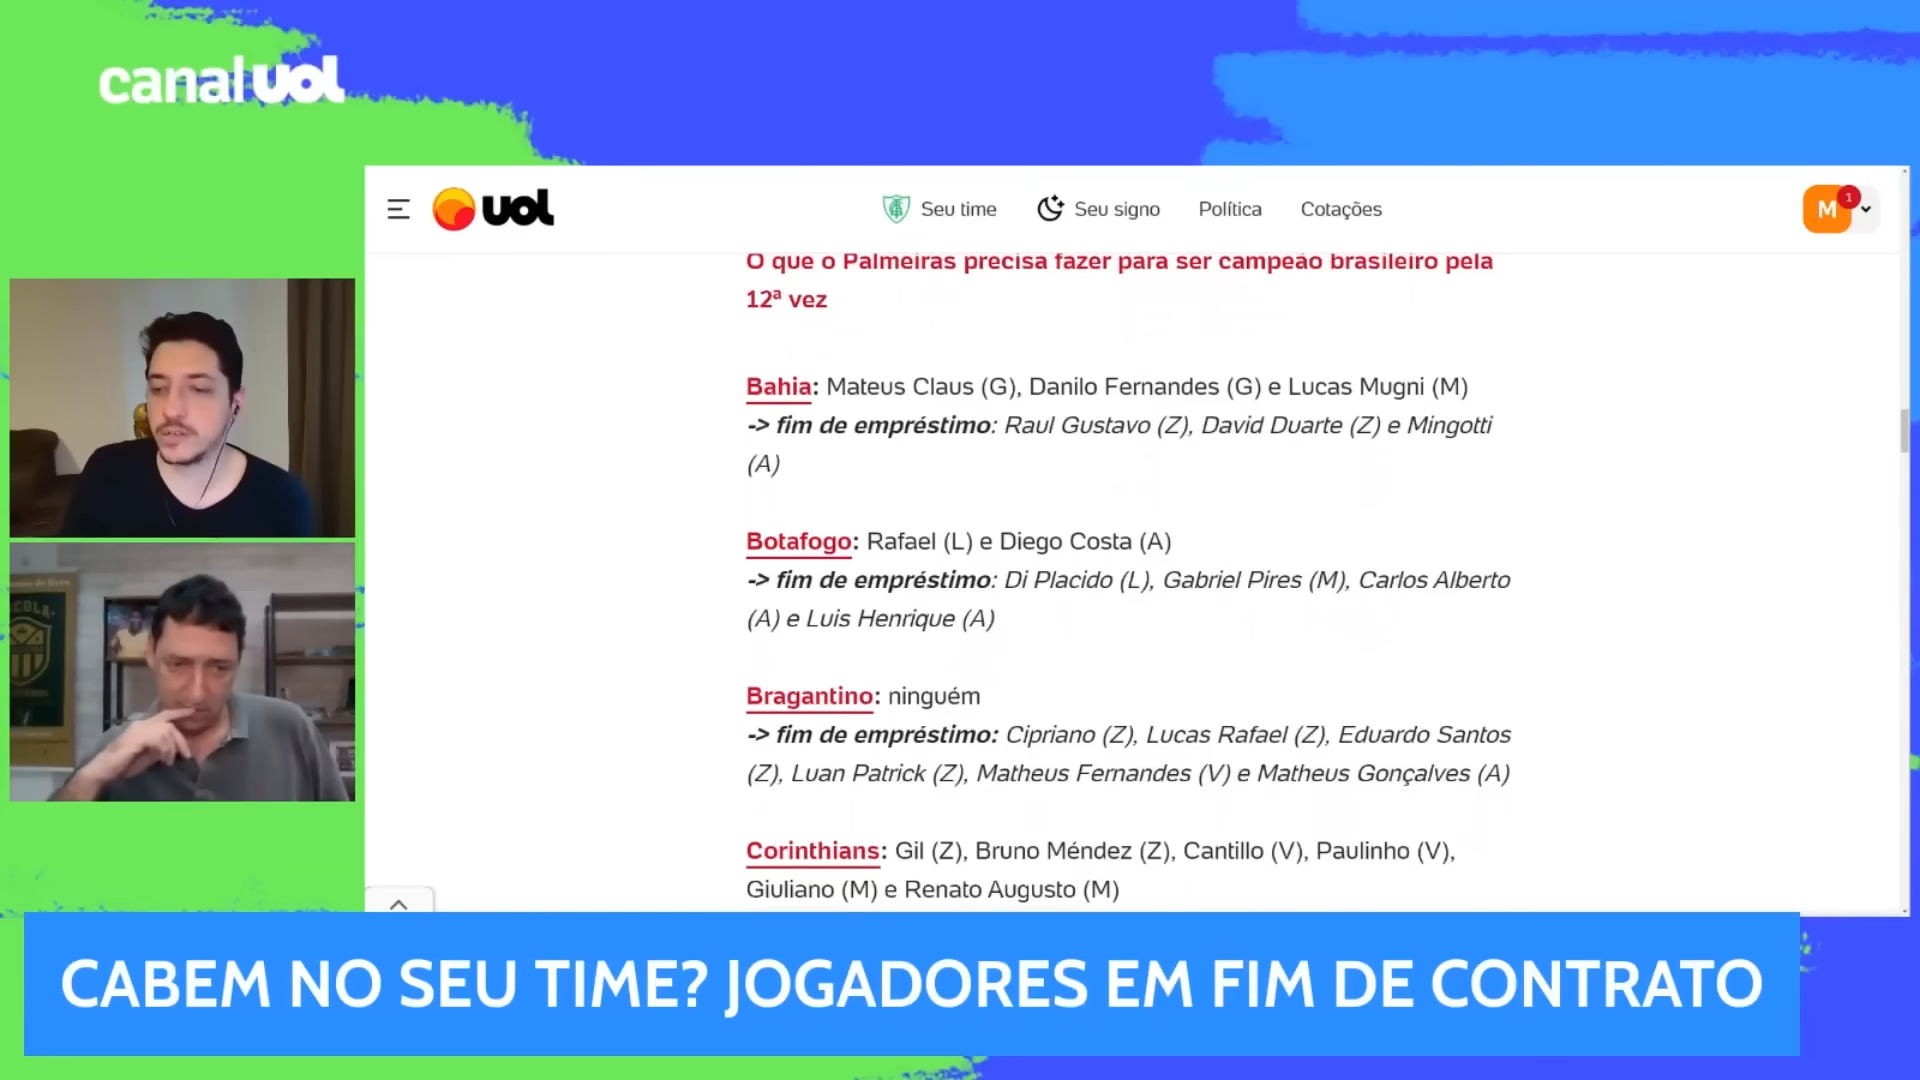 canal uol
uol
Seu time
Seu signo
Política
Cotações
M
1
O que o Palmeiras precisa fazer para ser campeão brasileiro pela
12ª vez
Bahia: Mateus Claus (G), Danilo Fernandes (G) e Lucas Mugni (M)
-> fim de empréstimo: Raul Gustavo (Z), David Duarte (Z) e Mingotti
(A)
Botafogo: Rafael (L) e Diego Costa (A)
-> fim de empréstimo: Di Placido (L), Gabriel Pires (M), Carlos Alberto
(A) e Luis Henrique (A)
Bragantino: ninguém
-> fim de empréstimo: Cipriano (Z), Lucas Rafael (Z), Eduardo Santos
(Z), Luan Patrick (Z), Matheus Fernandes (V) e Matheus Gonçalves (A)
Corinthians: Gil (Z), Bruno Méndez (Z), Cantillo (V), Paulinho (V),
Giuliano (M) e Renato Augusto (M)
CABEM NO SEU TIME? JOGADORES EM FIM DE CONTRATO